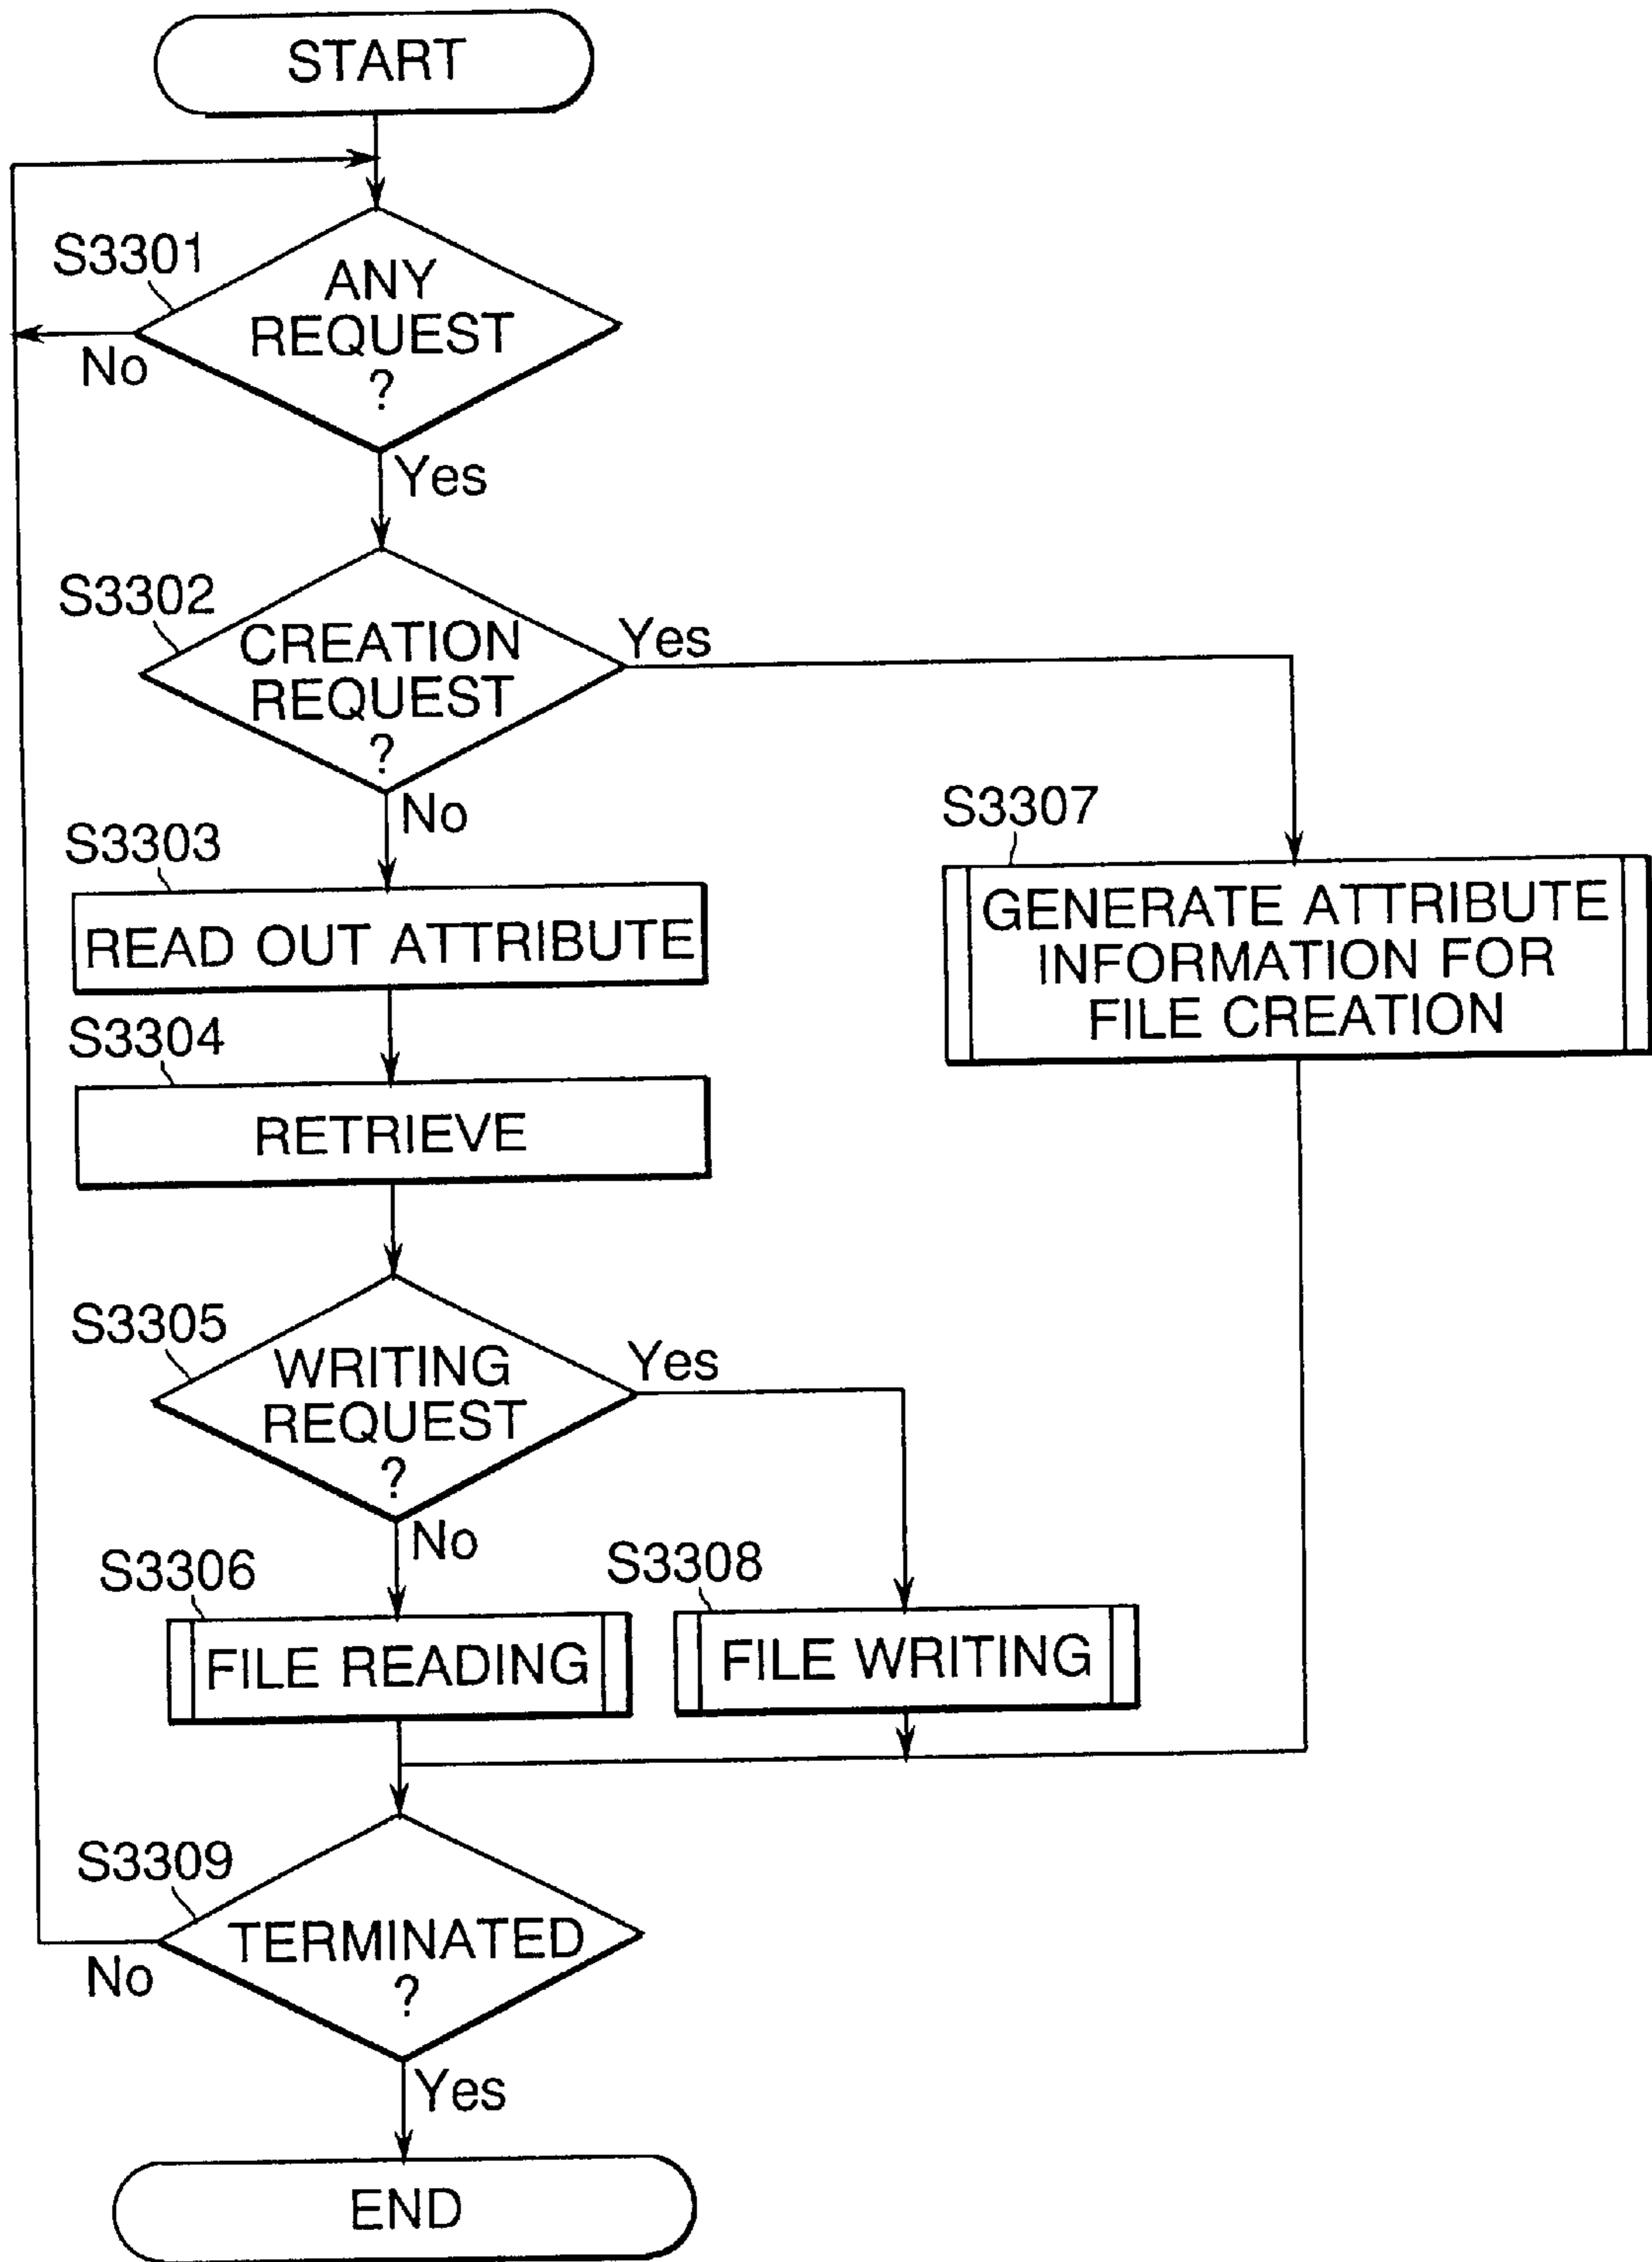 START
S3301
ANY
REQUEST
?
No
Yes
S3302
CREATION
REQUEST
?
Yes
No
S3307
GENERATE ATTRIBUTE
INFORMATION FOR
FILE CREATION
S3303
READ OUT ATTRIBUTE
S3304
RETRIEVE
S3305
WRITING
REQUEST
?
Yes
No
S3306
FILE READING
S3308
FILE WRITING
S3309
TERMINATED
?
No
Yes
END